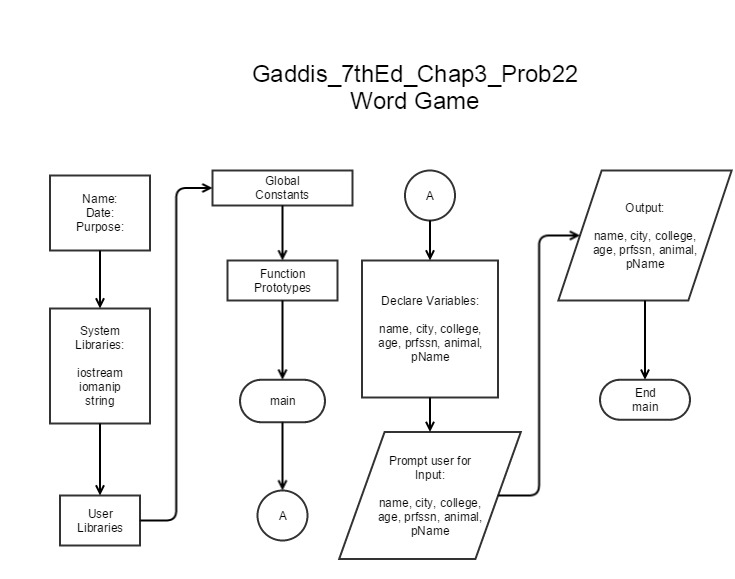 Gaddis_7thEd_Chap3_Prob22
Word Game
Name:
Date:
Purpose:
System
Libraries:
iostream
iomanip
string
User
Libraries
Global
Constants
Function
Prototypes
main
A
A
Declare Variables:
name, city, college,
age, prfssn, animal,
pName
Prompt user for
Input:
name, city, college,
age, prfssn, animal,
pName
Output:
name, city, college,
age, prfssn, animal,
pName
End
main